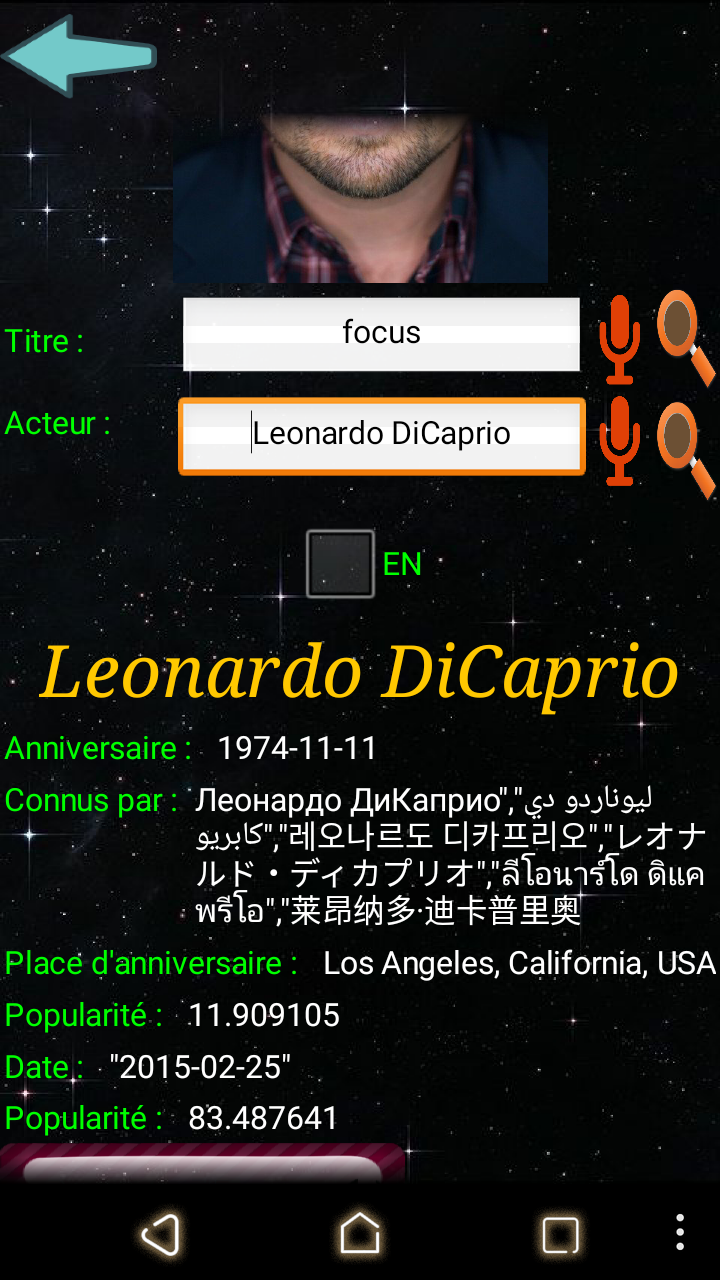 Titre :
focus
Acteur :
Leonardo DiCaprio
EN
Leonardo DiCaprio
Anniversaire : 1974-11-11
Connus par : Леонардо ДиКаприо","ليوناردو دي
كابريو","레오나르도 디카프리오","レオナ
ルド・ディカプリオ","ลีโอนาร์โด ดิแค
พรีโอ","莱昂纳多·迪卡普里奥
Place d'anniversaire : Los Angeles, California, USA
Popularité : 11.909105
Date : "2015-02-25"
Popularité : 83.487641